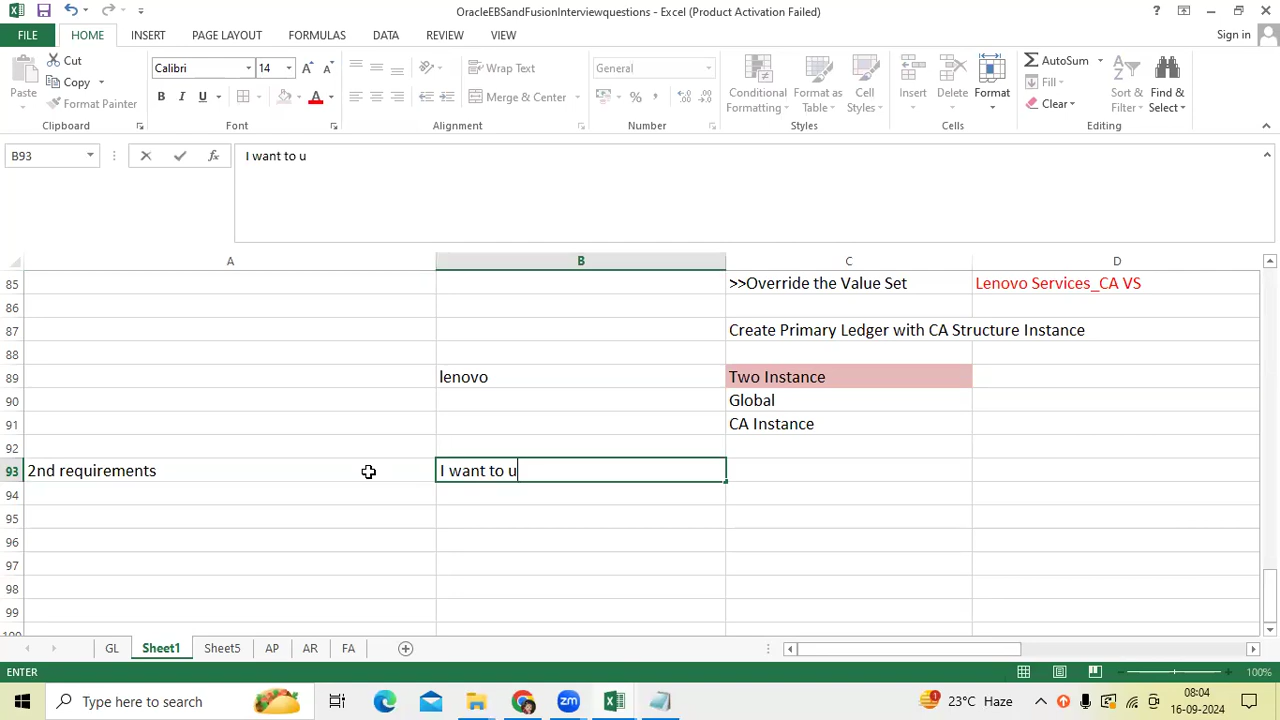 OracleEBSandFusionInterviewquestions - Excel (Product Activation Failed)
FILE HOME INSERT PAGE LAYOUT FORMULAS DATA REVIEW VIEW Sign in
Paste Cut Copy Format Painter
Calibri 14
B I U
Wrap Text
Merge & Center
General
% ,
Conditional Formatting
Format as Table
Cell Styles
Insert Delete Format
AutoSum
Fill
Clear
Sort & Filter
Find & Select
Clipboard Font Alignment Number Styles Cells Editing
B93 fx I want to u
A B C D
85 >>Override the Value Set Lenovo Services_CA VS
86
87 Create Primary Ledger with CA Structure Instance
88
89 lenovo Two Instance
90 Global
91 CA Instance
92
93 2nd requirements I want to u
94
95
96
97
98
99
100
GL Sheet1 Sheet5 AP AR FA
ENTER 100%
Type here to search 23°C Haze 08:04
16-09-2024